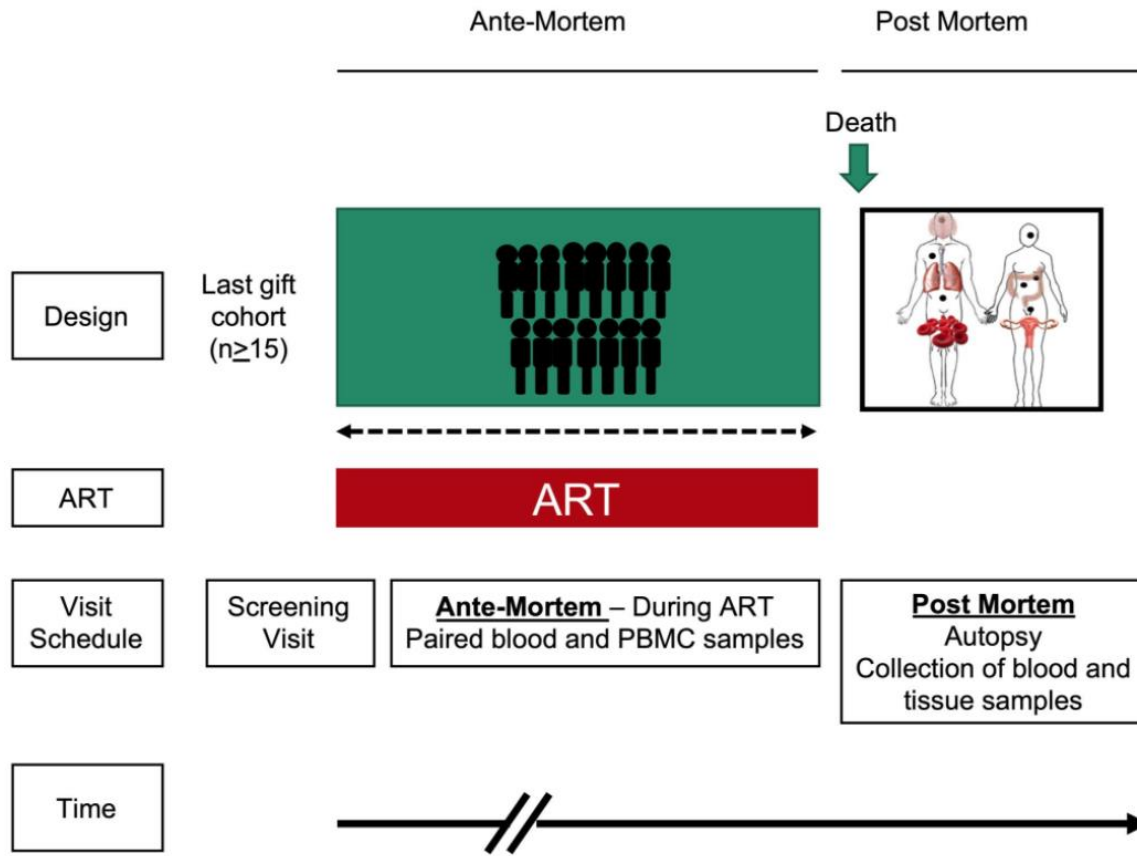 Ante-Mortem
Post Mortem
Death
Design
Last gift
cohort
(n≥15)
ART
ART
Visit
Schedule
Screening
Visit
Ante-Mortem – During ART
Paired blood and PBMC samples
Post Mortem
Autopsy
Collection of blood and
tissue samples
Time